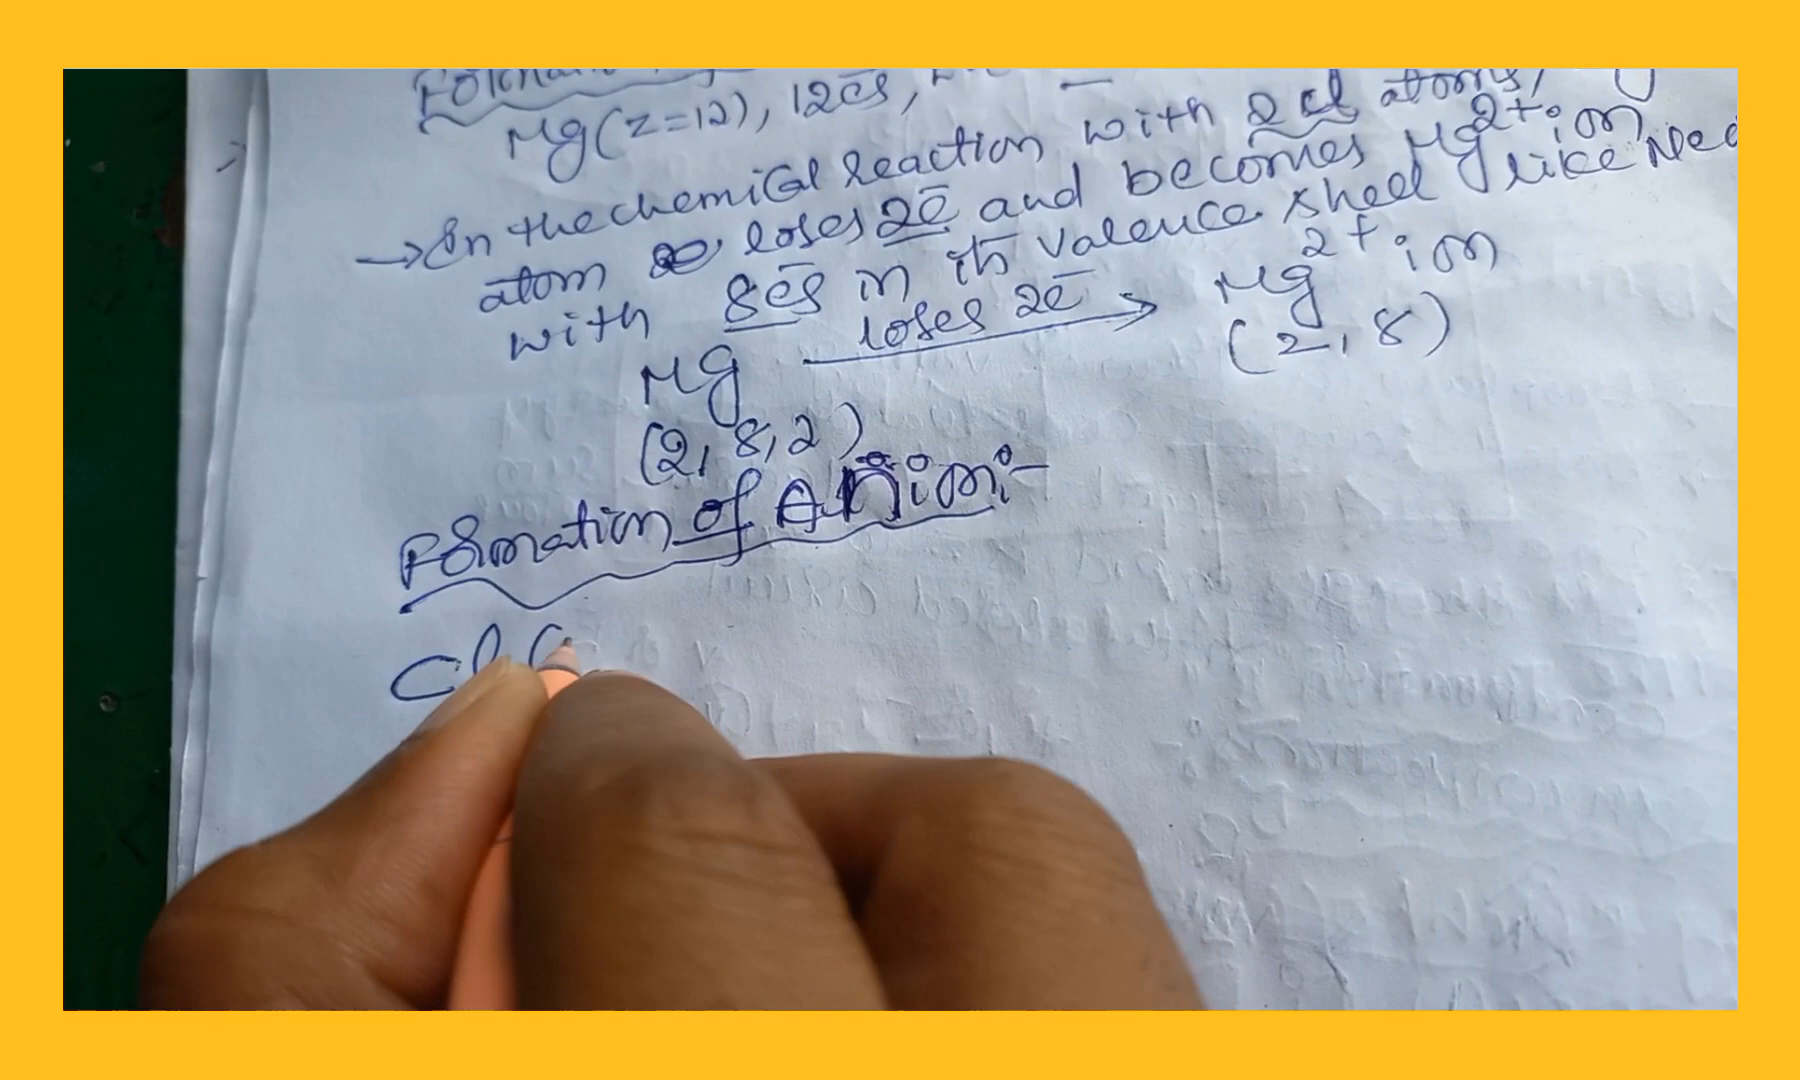 Mg(Z=12), 12ēs,
→ In the chemical reaction with 2 Cl atoms,
atom loses 2ē and becomes Mg2+ ion
with 8ēs in its valence shell like Neo
Mg loses 2ē → Mg2+ ion
(2, 8, 2) (2, 8)
Formation of Anion:-
Cl (